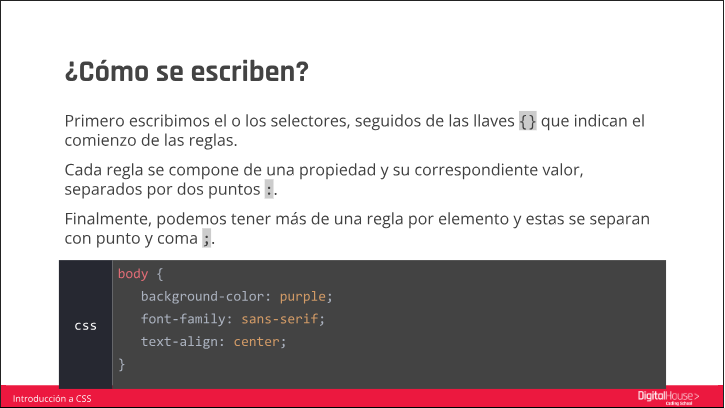 ¿Cómo se escriben?
Primero escribimos el o los selectores, seguidos de las llaves {} que indican el
comienzo de las reglas.
Cada regla se compone de una propiedad y su correspondiente valor,
separados por dos puntos :.
Finalmente, podemos tener más de una regla por elemento y estas se separan
con punto y coma ;.
css
body {
background-color: purple;
font-family: sans-serif;
text-align: center;
}
Introducción a CSS
DigitalHouse>
Coding School